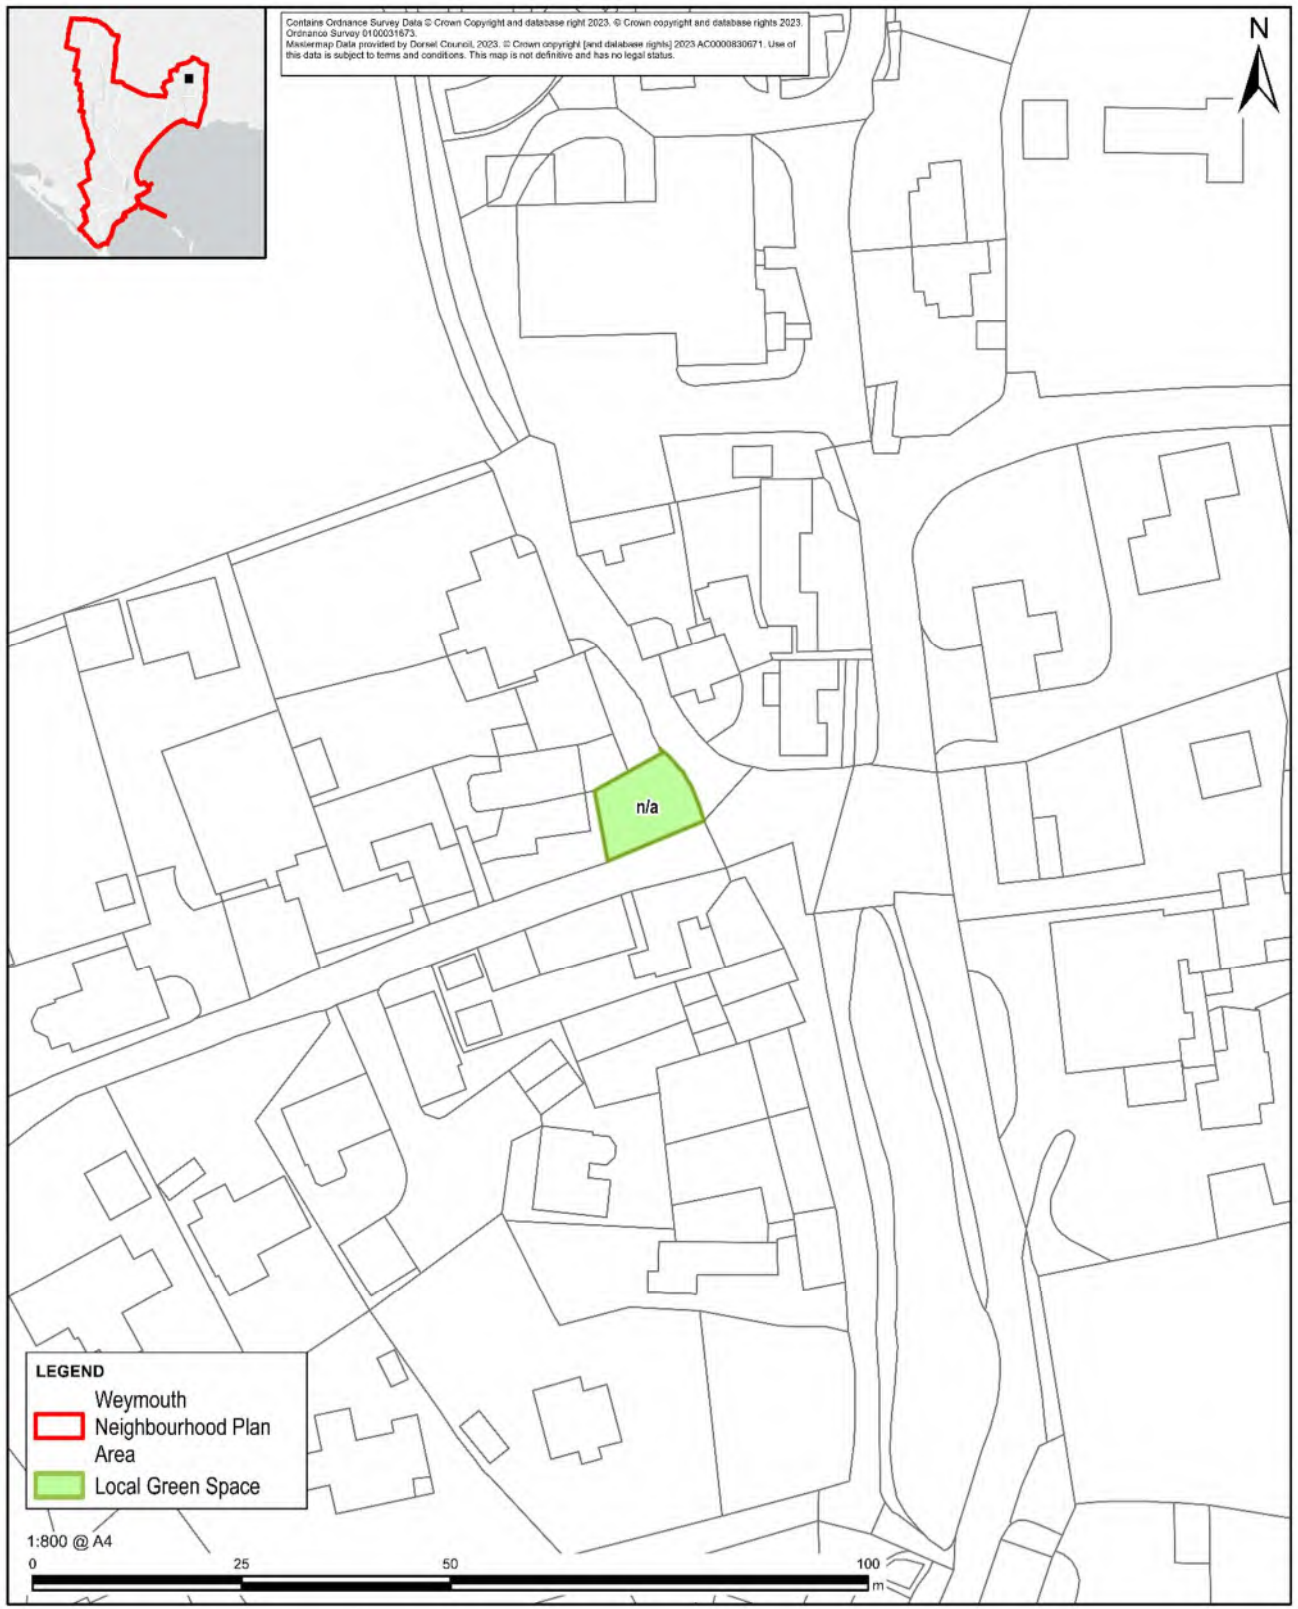 Contains Ordnance Survey Data © Crown Copyright and database right 2023. © Crown copyright and database rights 2023.
Ordnance Survey 0100031673.
Mastermap Data provided by Dorset Council, 2023. © Crown copyright [and database rights] 2023 AC0000830671. Use of
this data is subject to terms and conditions. This map is not definitive and has no legal status.
N
n/a
LEGEND
Weymouth
Neighbourhood Plan
Area
Local Green Space
1:800 @ A4
0 25 50 100
m